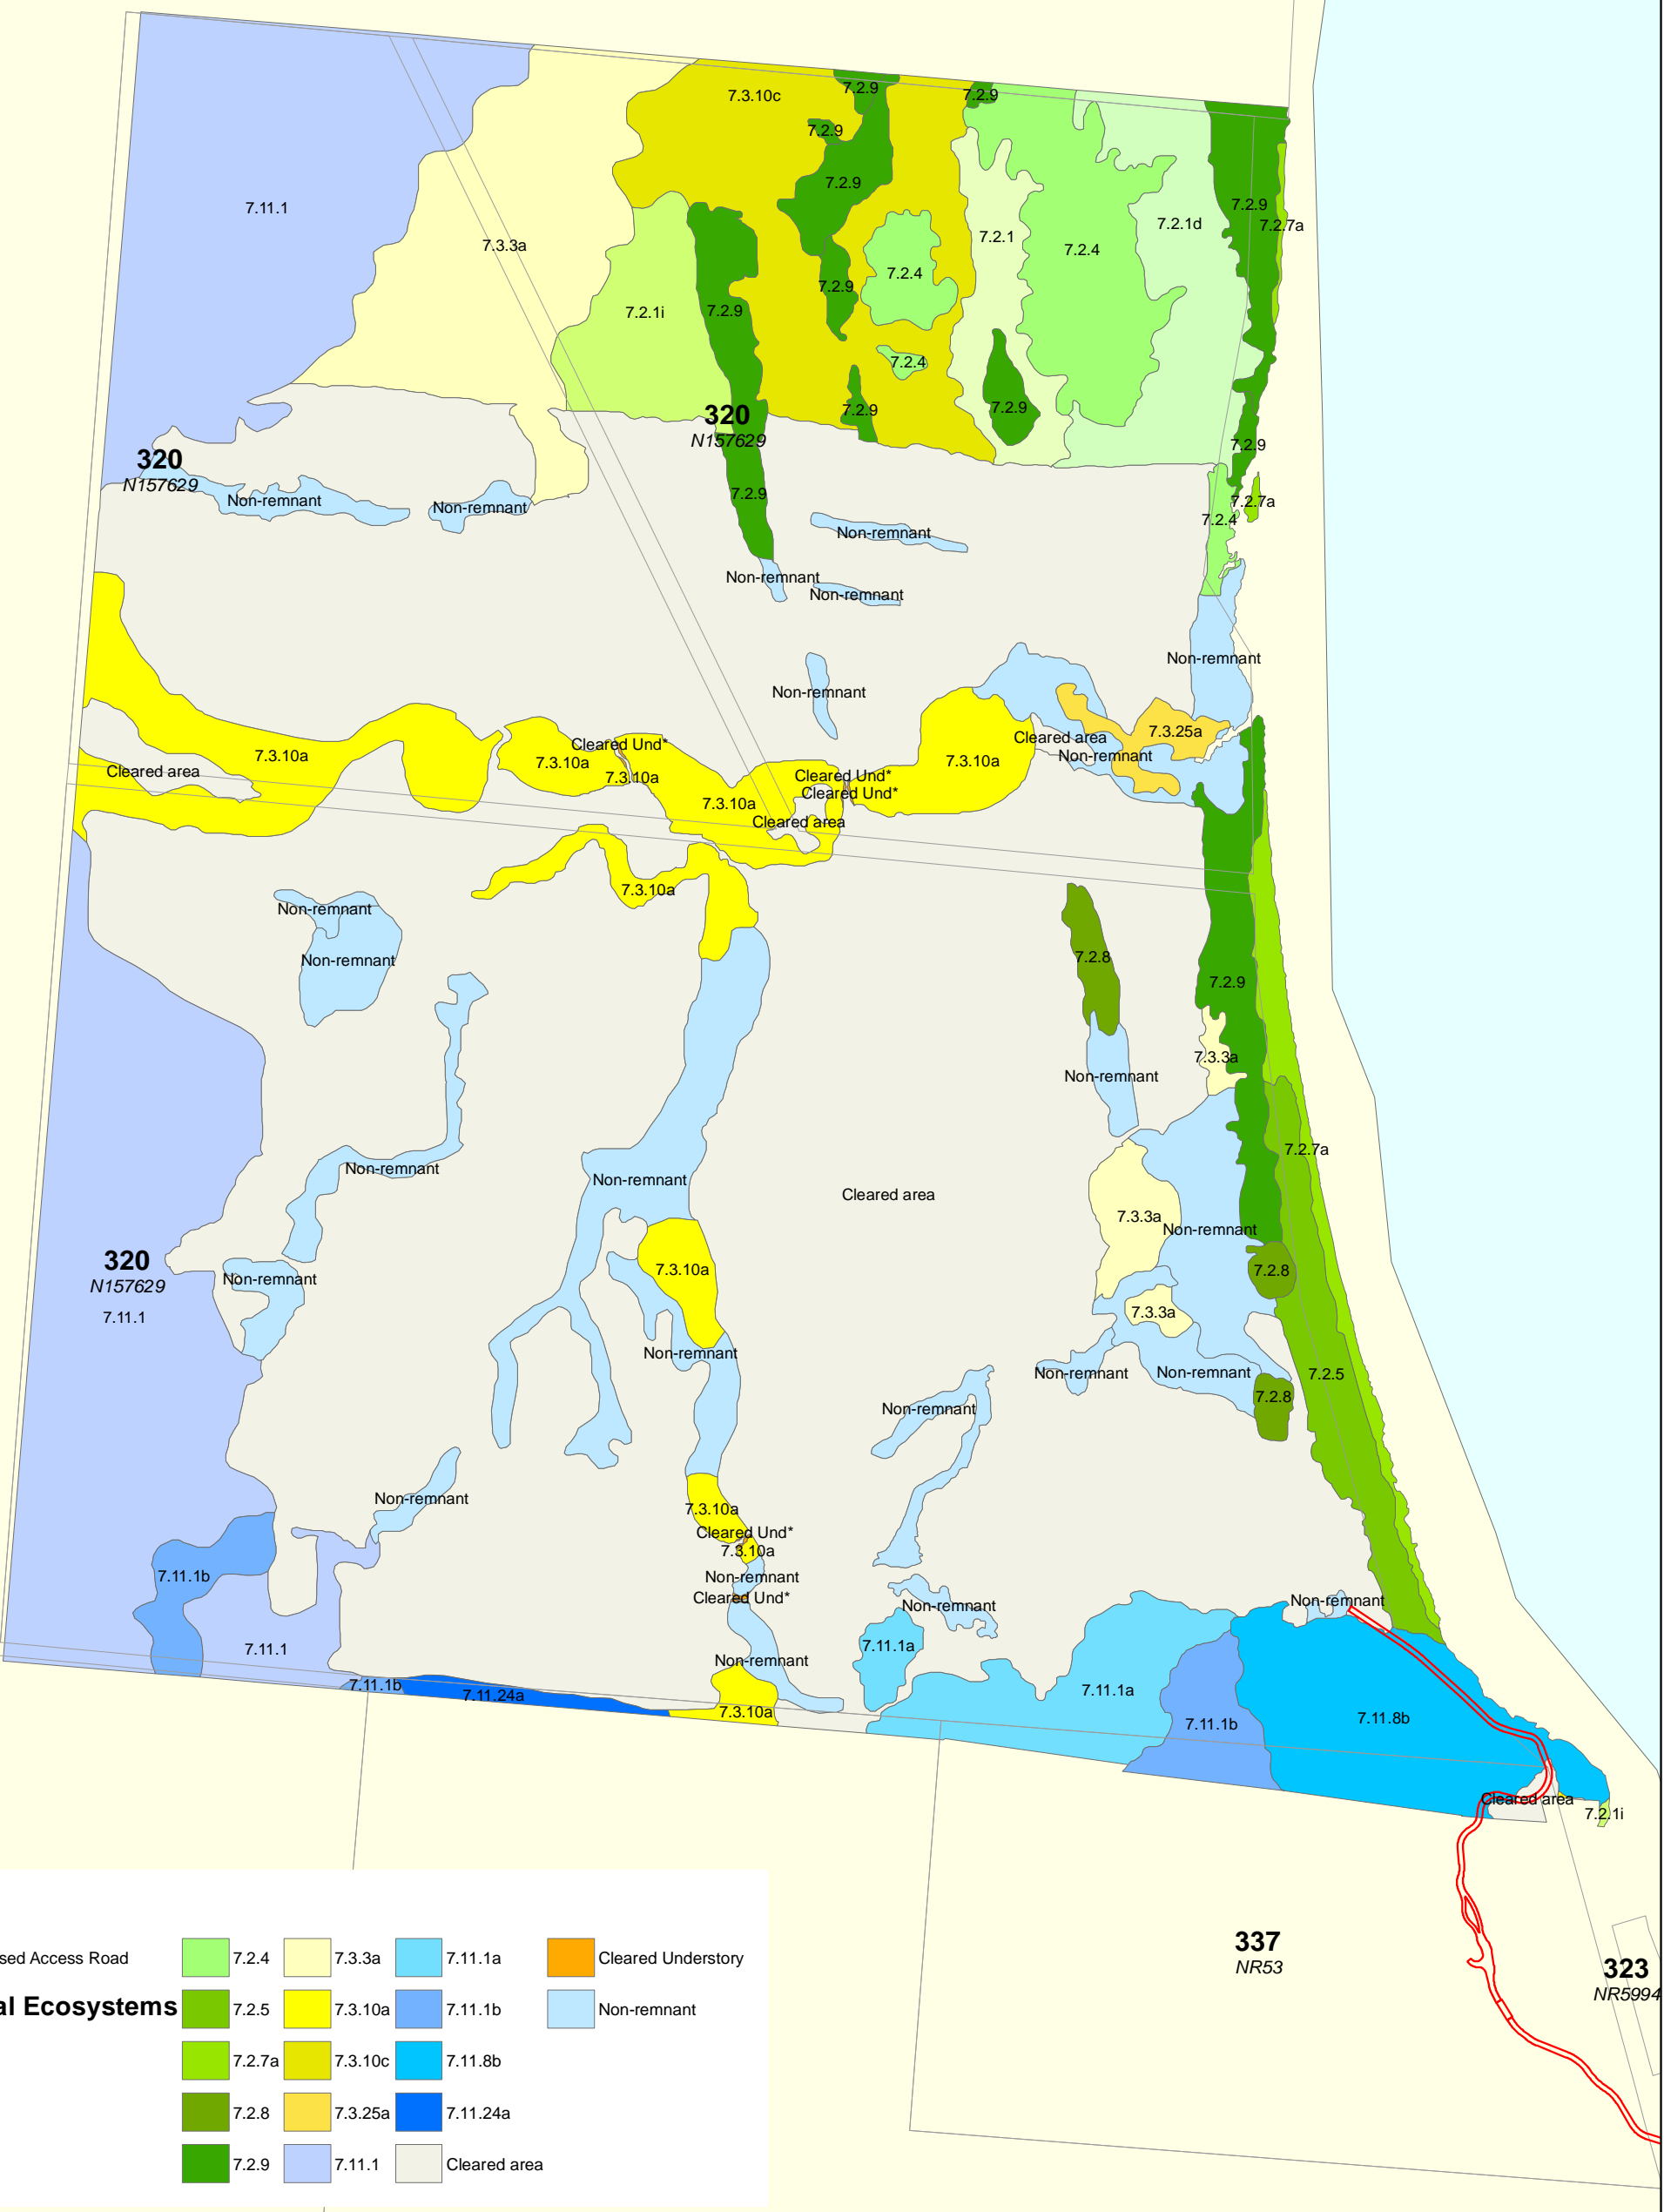 7.2.9
7.3.10c
7.2.9
7.2.9
7.2.9
7.11.1
7.2.9
7.2.7a
7.2.1d
7.2.1
7.3.3a
7.2.4
7.2.4
7.2.9
7.2.1i
7.2.9
7.2.4
7.2.9
7.2.9
320
N157629
7.2.9
320
N157629
7.2.9
Non-remnant
Non-remnant
7.2.7a
7.2.4
Non-remnant
Non-remnant
Non-remnant
Non-remnant
Non-remnant
7.3.25a
Cleared area
Cleared Und*
7.3.10a
Non-remnant
7.3.10a
7.3.10a
Cleared area
7.3.10a
Cleared Und*
Cleared Und*
7.3.10a
Cleared area
7.3.10a
Non-remnant
7.2.8
Non-remnant
7.2.9
7.3.3a
Non-remnant
7.2.7a
Non-remnant
Non-remnant
Cleared area
7.3.3a
Non-remnant
320
N157629
7.11.1
Non-remnant
7.3.10a
7.2.8
7.3.3a
Non-remnant
Non-remnant
Non-remnant
7.2.5
7.2.8
Non-remnant
Non-remnant
7.3.10a
Cleared Und*
7.3.10a
Non-remnant
7.11.1b
Cleared Und*
Non-remnant
Non-remnant
7.11.1a
7.11.1
Non-remnant
7.11.1b
7.11.24a
7.11.1a
7.3.10a
7.11.1b
7.11.8b
Cleared area
7.2.1i
337
NR53
323
NR5994
sed Access Road
al Ecosystems
7.2.4
7.2.5
7.2.7a
7.2.8
7.2.9
7.3.3a
7.3.10a
7.3.10c
7.3.25a
7.11.1
7.11.1a
7.11.1b
7.11.8b
7.11.24a
Cleared area
Cleared Understory
Non-remnant